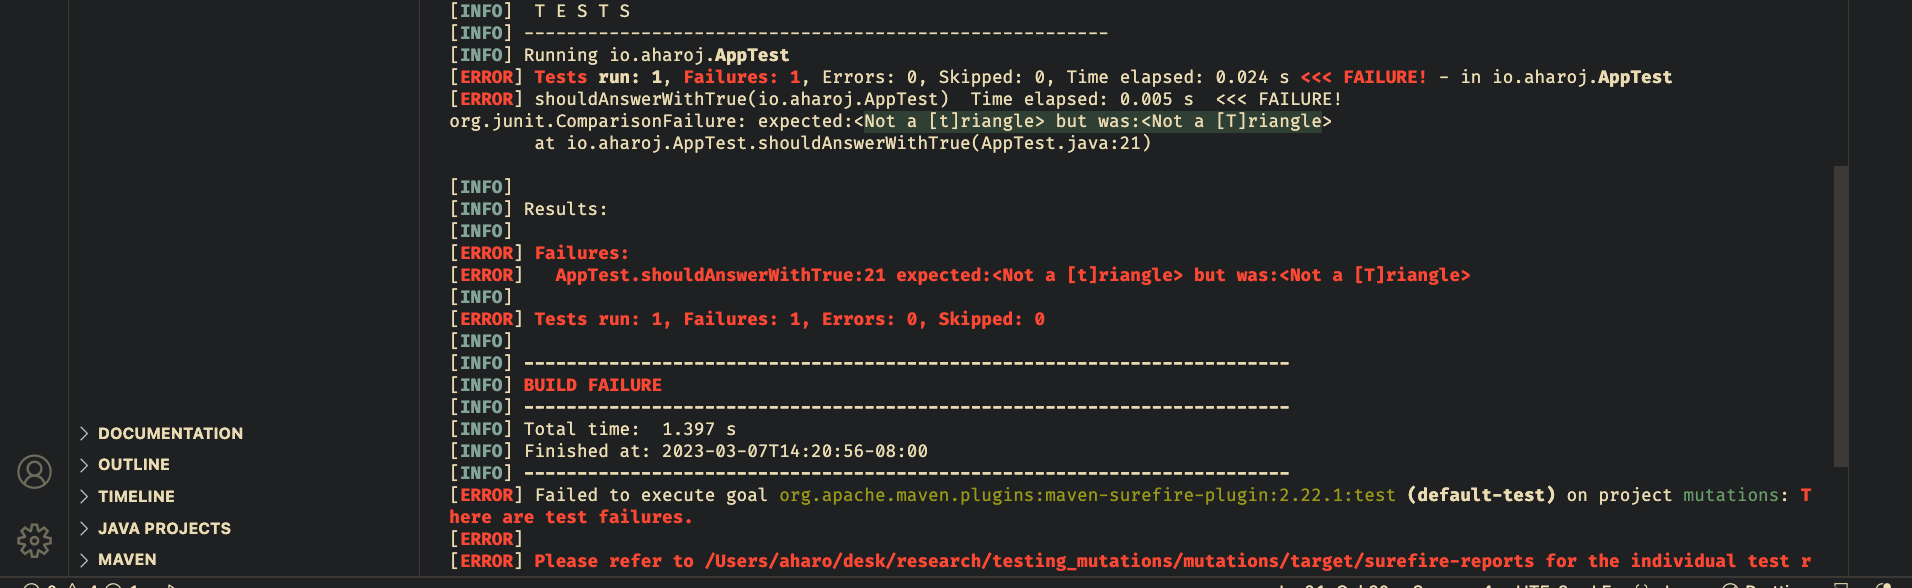 [INFO]  T E S T S
[INFO] -------------------------------------------------------
[INFO] Running io.aharoj.AppTest
[ERROR] Tests run: 1, Failures: 1, Errors: 0, Skipped: 0, Time elapsed: 0.024 s <<< FAILURE! - in io.aharoj.AppTest
[ERROR] shouldAnswerWithTrue(io.aharoj.AppTest)  Time elapsed: 0.005 s  <<< FAILURE!
org.junit.ComparisonFailure: expected:<Not a [t]riangle> but was:<Not a [T]riangle>
        at io.aharoj.AppTest.shouldAnswerWithTrue(AppTest.java:21)
[INFO]
[INFO] Results:
[INFO]
[ERROR] Failures:
[ERROR]   AppTest.shouldAnswerWithTrue:21 expected:<Not a [t]riangle> but was:<Not a [T]riangle>
[INFO]
[ERROR] Tests run: 1, Failures: 1, Errors: 0, Skipped: 0
[INFO]
[INFO] ------------------------------------------------------------------------
[INFO] BUILD FAILURE
[INFO] ------------------------------------------------------------------------
[INFO] Total time:  1.397 s
[INFO] Finished at: 2023-03-07T14:20:56-08:00
[INFO] ------------------------------------------------------------------------
[ERROR] Failed to execute goal org.apache.maven.plugins:maven-surefire-plugin:2.22.1:test (default-test) on project mutations: T
here are test failures.
[ERROR]
[ERROR] Please refer to /Users/aharo/desk/research/testing_mutations/mutations/target/surefire-reports for the individual test r
DOCUMENTATION
OUTLINE
TIMELINE
JAVA PROJECTS
MAVEN